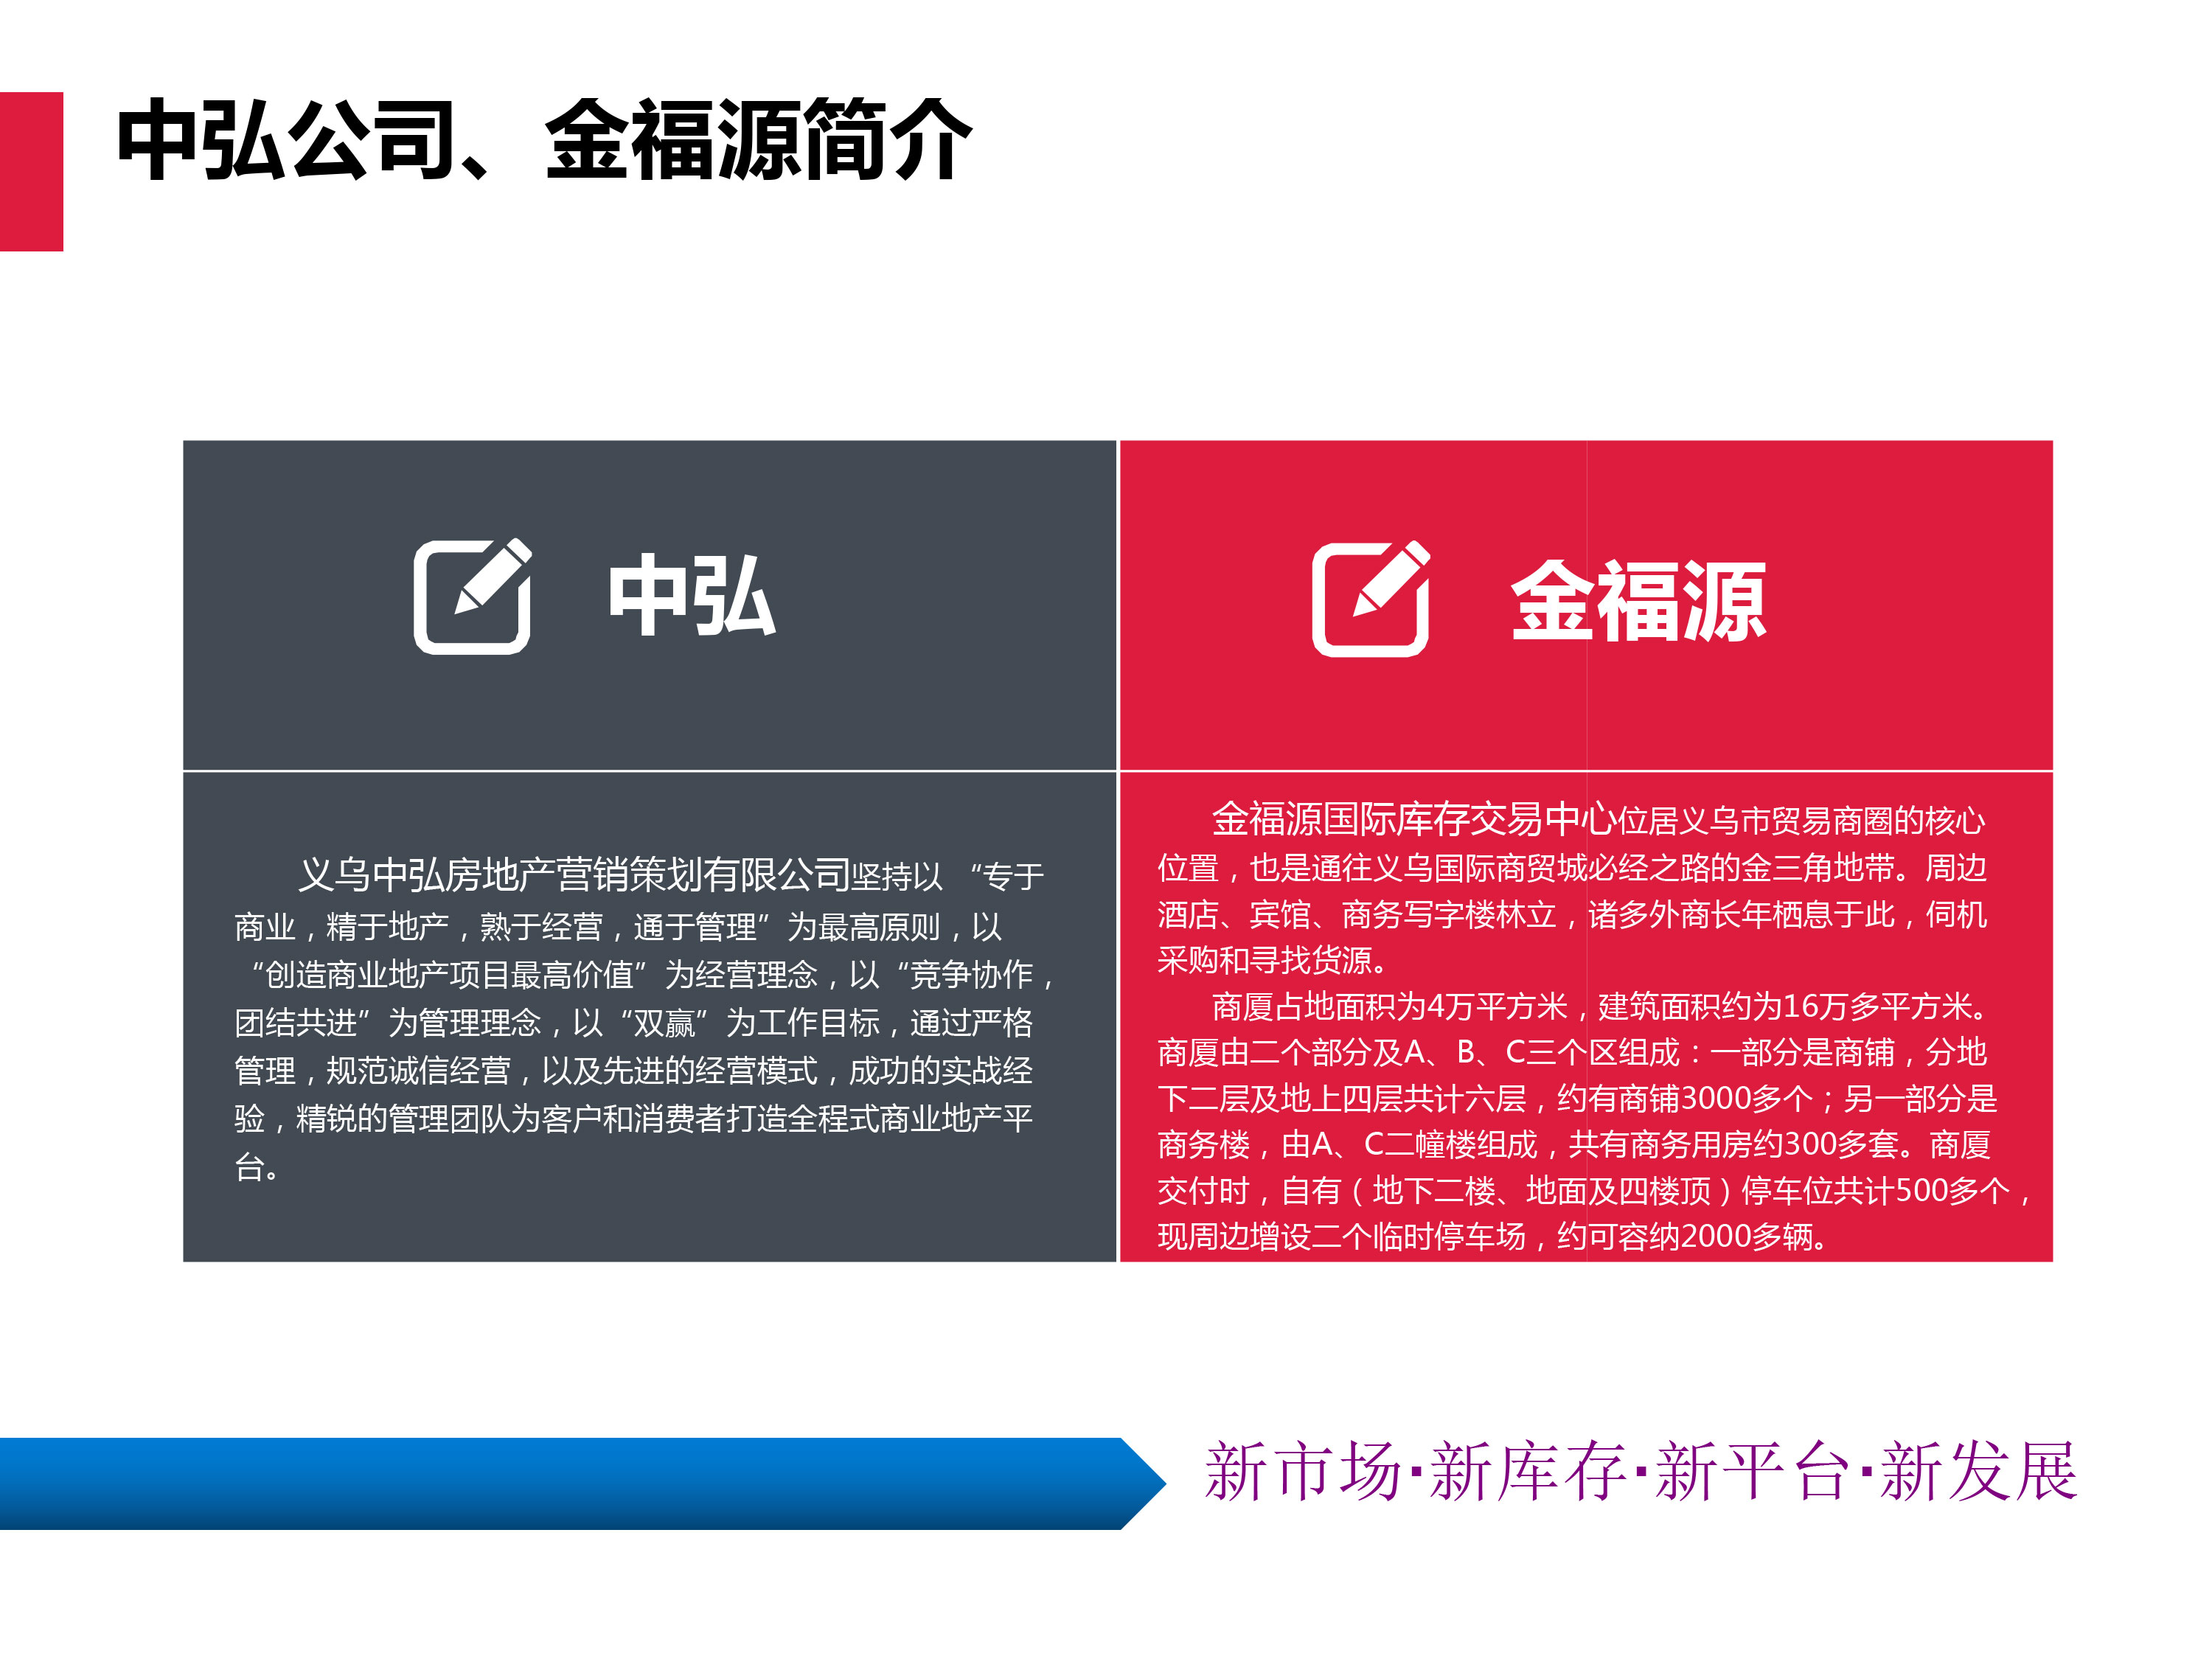 中弘公司、金福源简介
中弘
金福源
义乌中弘房地产营销策划有限公司坚持以 “专于
商业，精于地产，熟于经营，通于管理”为最高原则，以
“创造商业地产项目最高价值”为经营理念，以“竞争协作，
团结共进”为管理理念，以“双赢”为工作目标，通过严格
管理，规范诚信经营，以及先进的经营模式，成功的实战经
验，精锐的管理团队为客户和消费者打造全程式商业地产平
台。
金福源国际库存交易中心位居义乌市贸易商圈的核心
位置，也是通往义乌国际商贸城必经之路的金三角地带。周边
酒店、宾馆、商务写字楼林立，诸多外商长年栖息于此，伺机
采购和寻找货源。
商厦占地面积为4万平方米，建筑面积约为16万多平方米。
商厦由二个部分及A、B、C三个区组成：一部分是商铺，分地
下二层及地上四层共计六层，约有商铺3000多个；另一部分是
商务楼，由A、C二幢楼组成，共有商务用房约300多套。商厦
交付时，自有（地下二楼、地面及四楼顶）停车位共计500多个，
现周边增设二个临时停车场，约可容纳2000多辆。
新市场·新库存·新平台·新发展